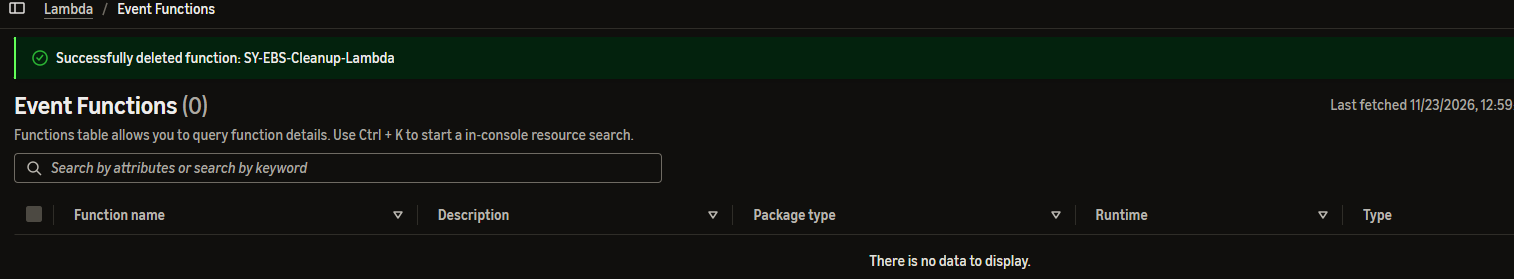 Lambda / Event Functions
Successfully deleted function: SY-EBS-Cleanup-Lambda
Event Functions (0)
Last fetched 11/23/2026, 12:59
Functions table allows you to query function details. Use Ctrl + K to start a in-console resource search.
Search by attributes or search by keyword
Function name Description Package type Runtime Type
There is no data to display.